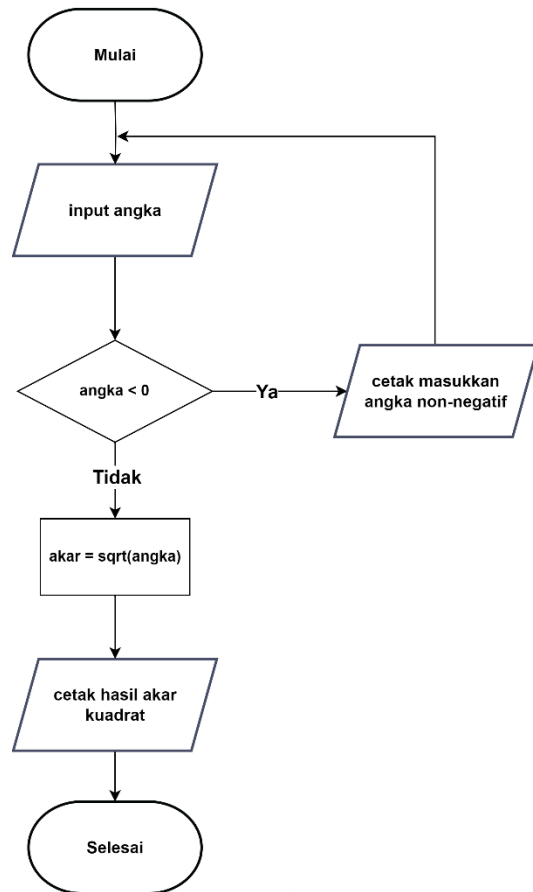 Mulai
input angka
angka < 0
Ya
cetak masukkan
angka non-negatif
Tidak
akar = sqrt(angka)
cetak hasil akar
kuadrat
Selesai